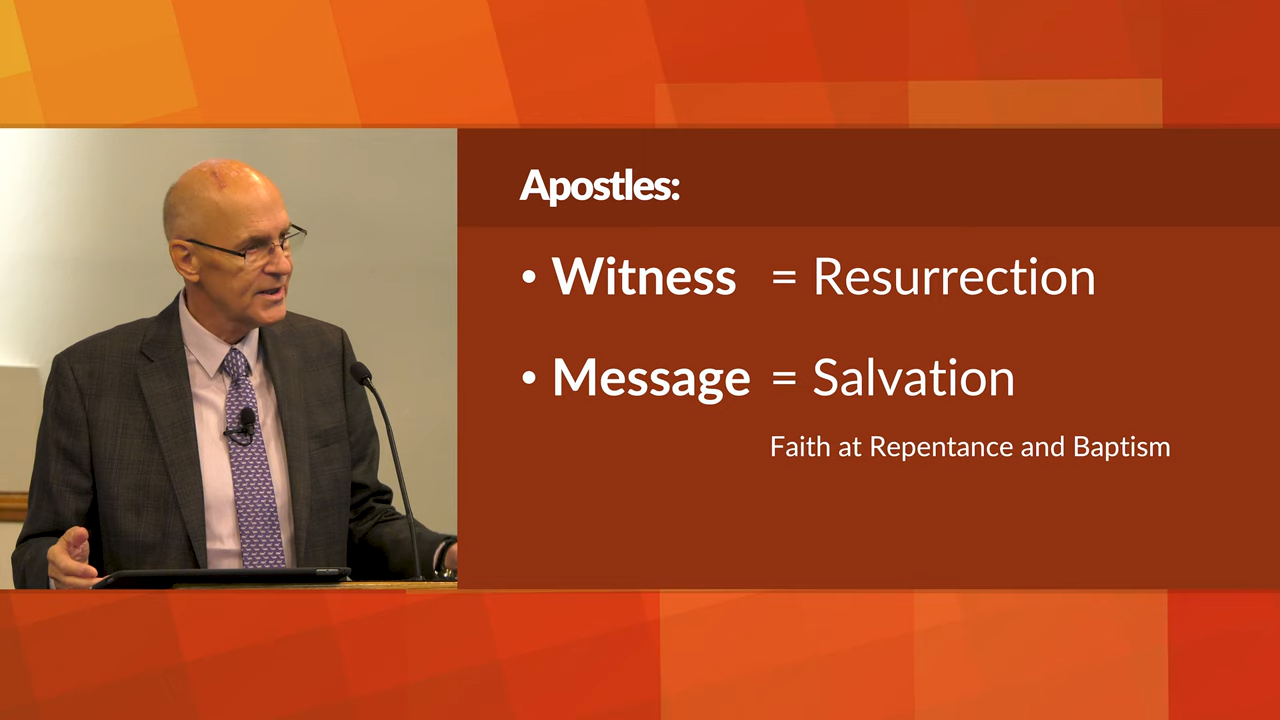 Apostles:
• Witness = Resurrection
• Message = Salvation
Faith at Repentance and Baptism